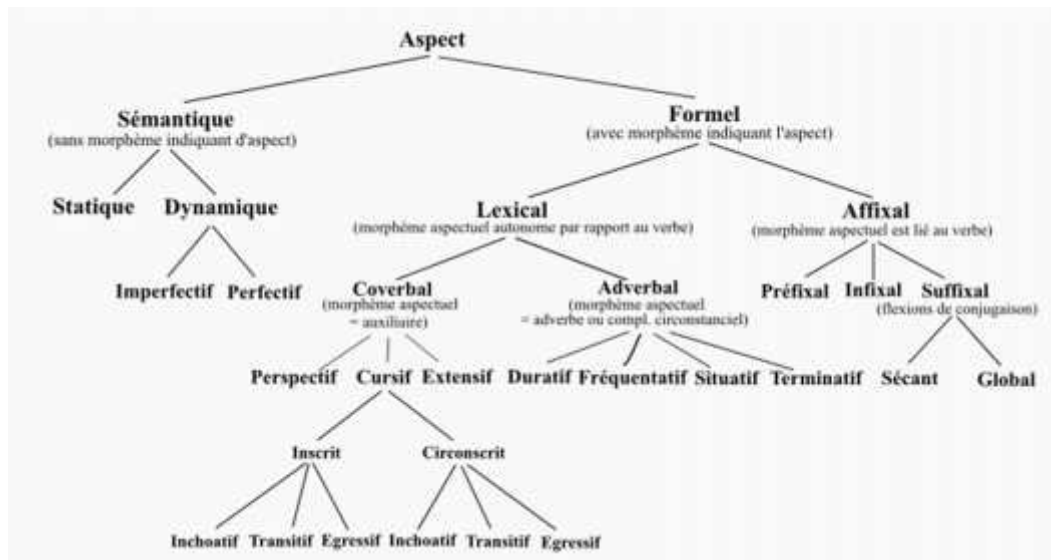 Aspect
Sémantique
(sans morphème indiquant d'aspect)
Formel
(avec morphème indiquant l'aspect)
Statique
Dynamique
Lexical
(morphème aspectuel autonome par rapport au verbe)
Affixal
(morphème aspectuel est lié au verbe)
Imperfectif
Perfectif
Coverbal
(morphème aspectuel
= auxiliaire)
Adverbal
(morphème aspectuel
= adverbe ou compl. circonstanciel)
Préfixal
Infixal
Suffixal
(flexions de conjugaison)
Perspectif
Cursif
Extensif
Duratif
Fréquentatif
Situatif
Terminatif
Sécant
Global
Inscrit
Circonscrit
Inchoatif
Transitif
Egressif
Inchoatif
Transitif
Egressif